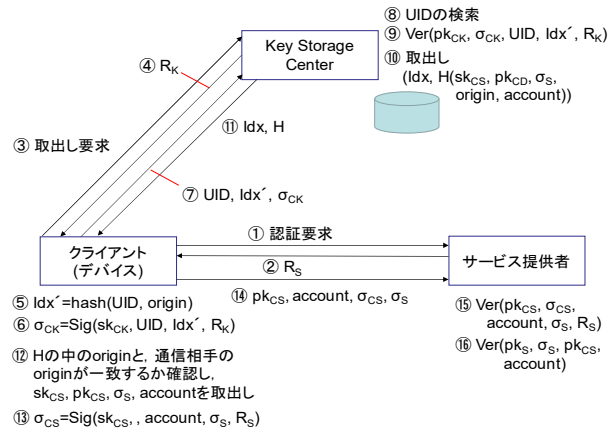 ⑧ UIDの検索
⑨ Ver(pkCK, σCK, UID, Idx´, RK)
⑩ 取出し
(Idx, H(skCS, pkCD, σS,
origin, account))
Key Storage
Center
④ RK
⑪ Idx, H
③ 取出し要求
⑦ UID, Idx´, σCK
① 認証要求
クライアント
(デバイス)
サービス提供者
② RS
⑭ pkCS, account, σCS, σS
⑤ Idx´=hash(UID, origin)
⑥ σCK=Sig(skCK, UID, Idx´, RK)
⑫ Hの中のoriginと, 通信相手の
originが一致するか確認し,
skCS, pkCS, σS, accountを取出し
⑬ σCS=Sig(skCS, , account, σS, RS)
⑮ Ver(pkCS, σCS,
account, σS, RS)
⑯ Ver(pkS, σS, pkCS,
account)